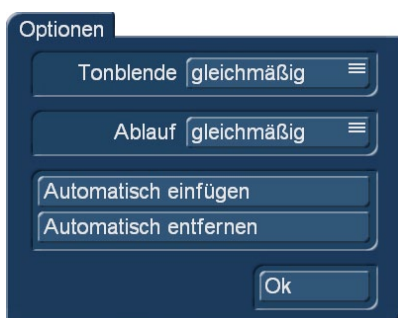 Optionen
Tonblende gleichmäßig
Ablauf gleichmäßig
Automatisch einfügen
Automatisch entfernen
Ok